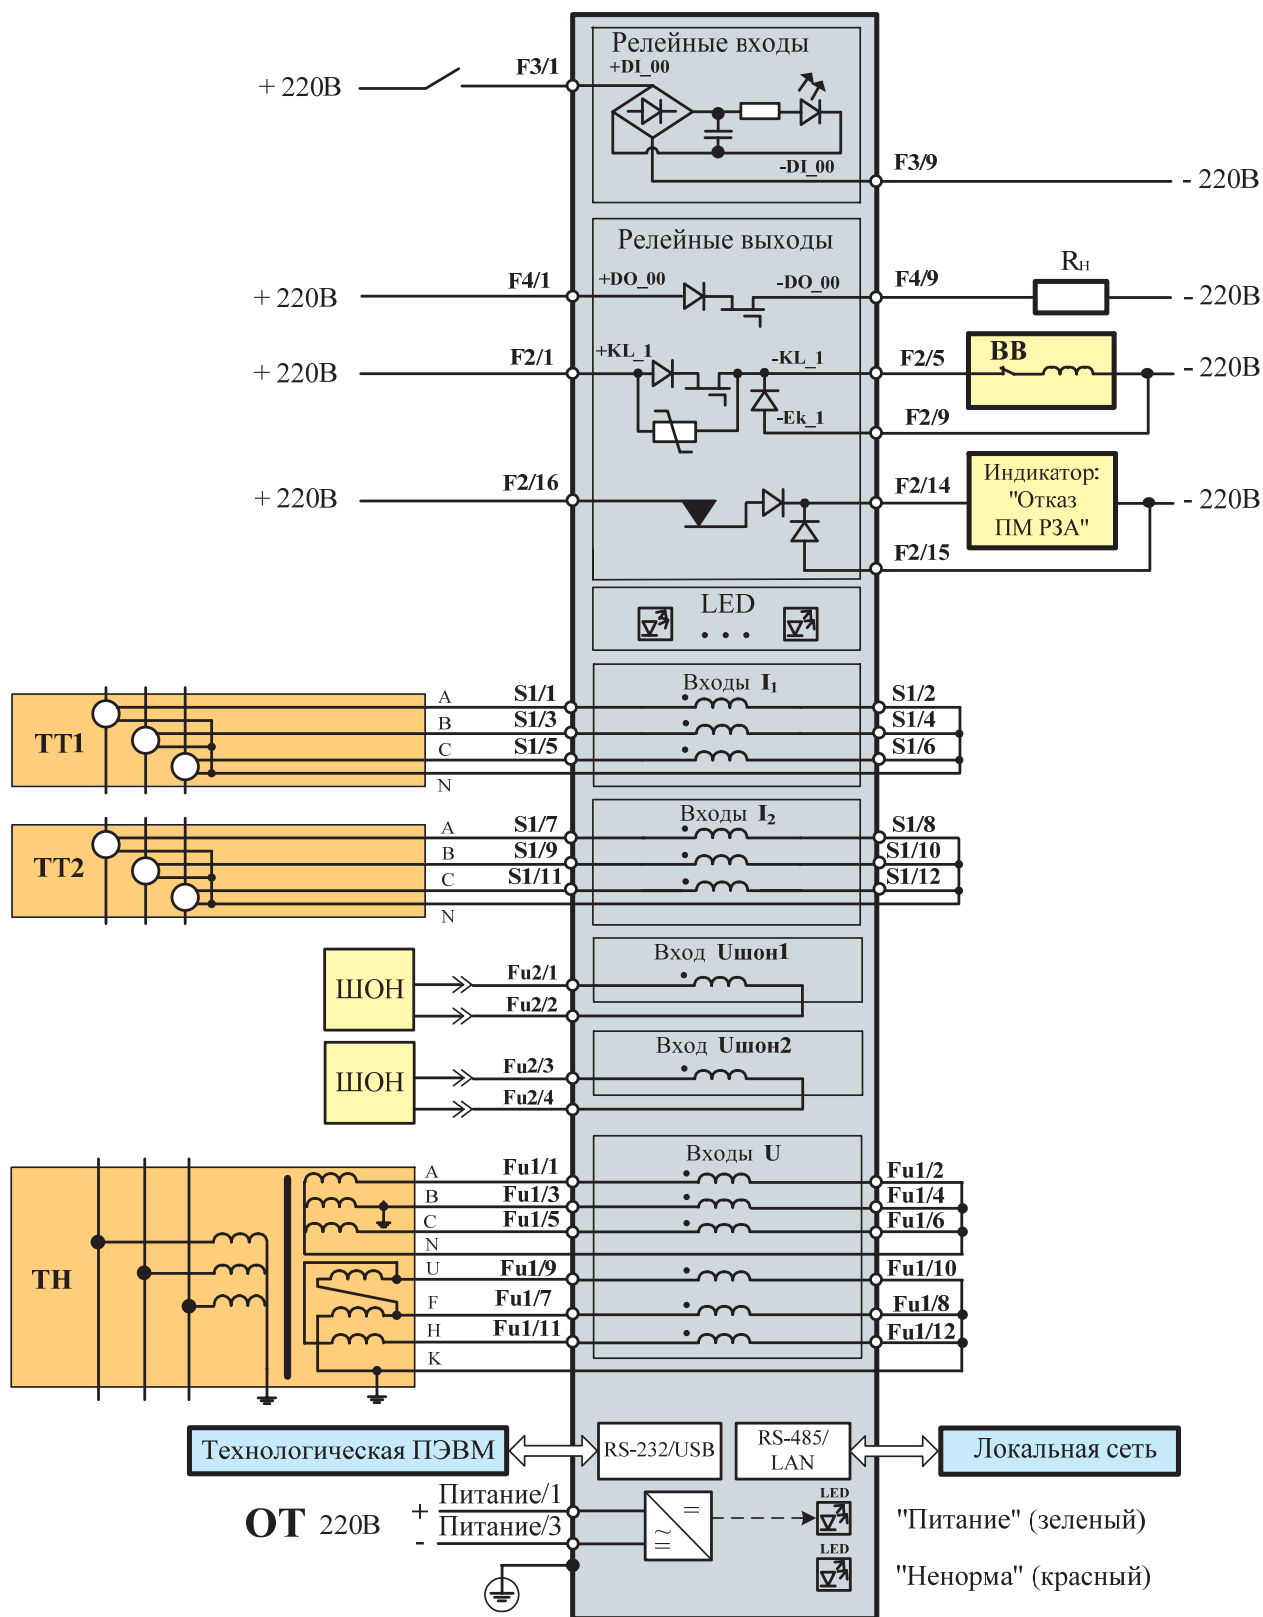 Релейные входы
+DI_00
F3/1
+ 220В
-DI_00
F3/9
- 220В
Релейные выходы
+ 220В
F4/1
+DO_00
-DO_00
F4/9
Rн
- 220В
+ 220В
F2/1
+KL_1
-KL_1
F2/5
ВВ
- 220В
-Ek_1
F2/9
+ 220В
F2/16
F2/14
Индикатор:
"Отказ
ПМ РЗА"
- 220В
F2/15
LED
ТТ1
A
B
C
N
S1/1
S1/3
S1/5
Входы I1
S1/2
S1/4
S1/6
ТТ2
A
B
C
N
S1/7
S1/9
S1/11
Входы I2
S1/8
S1/10
S1/12
ШОН
Fu2/1
Fu2/2
Вход Uшон1
ШОН
Fu2/3
Fu2/4
Вход Uшон2
ТН
A
B
C
N
U
F
H
K
Fu1/1
Fu1/3
Fu1/5
Fu1/9
Fu1/7
Fu1/11
Входы U
Fu1/2
Fu1/4
Fu1/6
Fu1/10
Fu1/8
Fu1/12
Технологическая ПЭВМ
RS-232/USB
RS-485/
LAN
Локальная сеть
ОТ 220В
+ Питание/1
- Питание/3
=
~
=
LED
"Питание" (зеленый)
LED
"Ненорма" (красный)